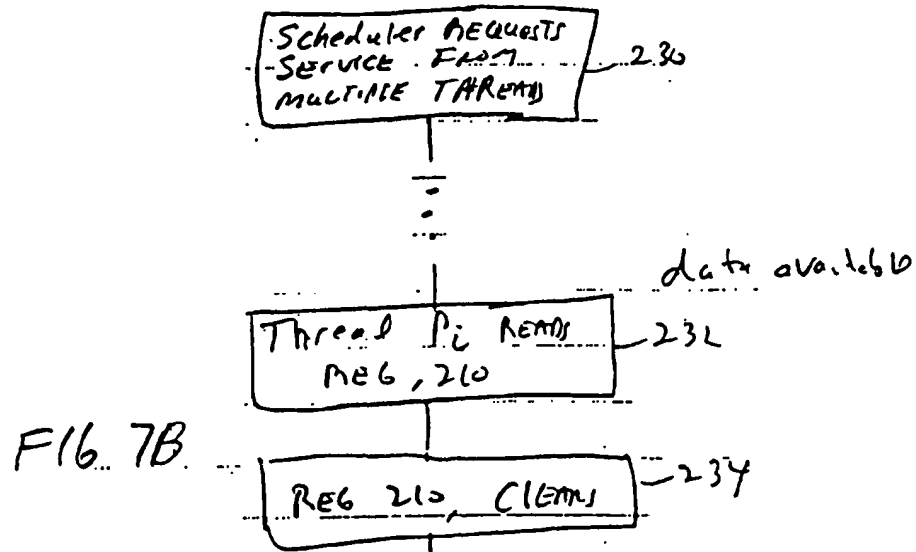 Scheduler REQUESTS
SERVICE FROM
MULTIPLE THREADS
230
data available
Thread Pi READS
REG, 210
232
FIG. 7B
REG 210, CLEARS
234